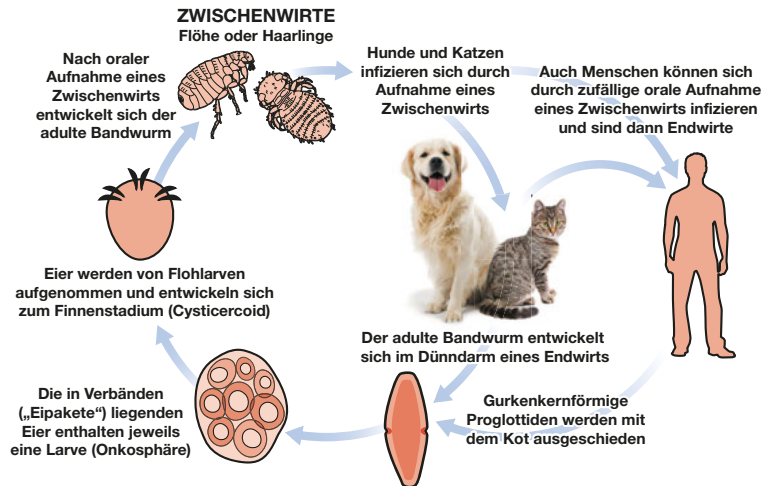 ZWISCHENWIRTE
Flöhe oder Haarlinge
Nach oraler
Aufnahme eines
Zwischenwirts
entwickelt sich der
adulte Bandwurm
Hunde und Katzen
infizieren sich durch
Aufnahme eines
Zwischenwirts
Auch Menschen können sich
durch zufällige orale Aufnahme
eines Zwischenwirts infizieren
und sind dann Endwirte
Eier werden von Flohlarven
aufgenommen und entwickeln sich
zum Finnenstadium (Cysticercoid)
Der adulte Bandwurm entwickelt
sich im Dünndarm eines Endwirts
Die in Verbänden
(„Eipakete“) liegenden
Eier enthalten jeweils
eine Larve (Onkosphäre)
Gurkenkernförmige
Proglottiden werden mit
dem Kot ausgeschieden